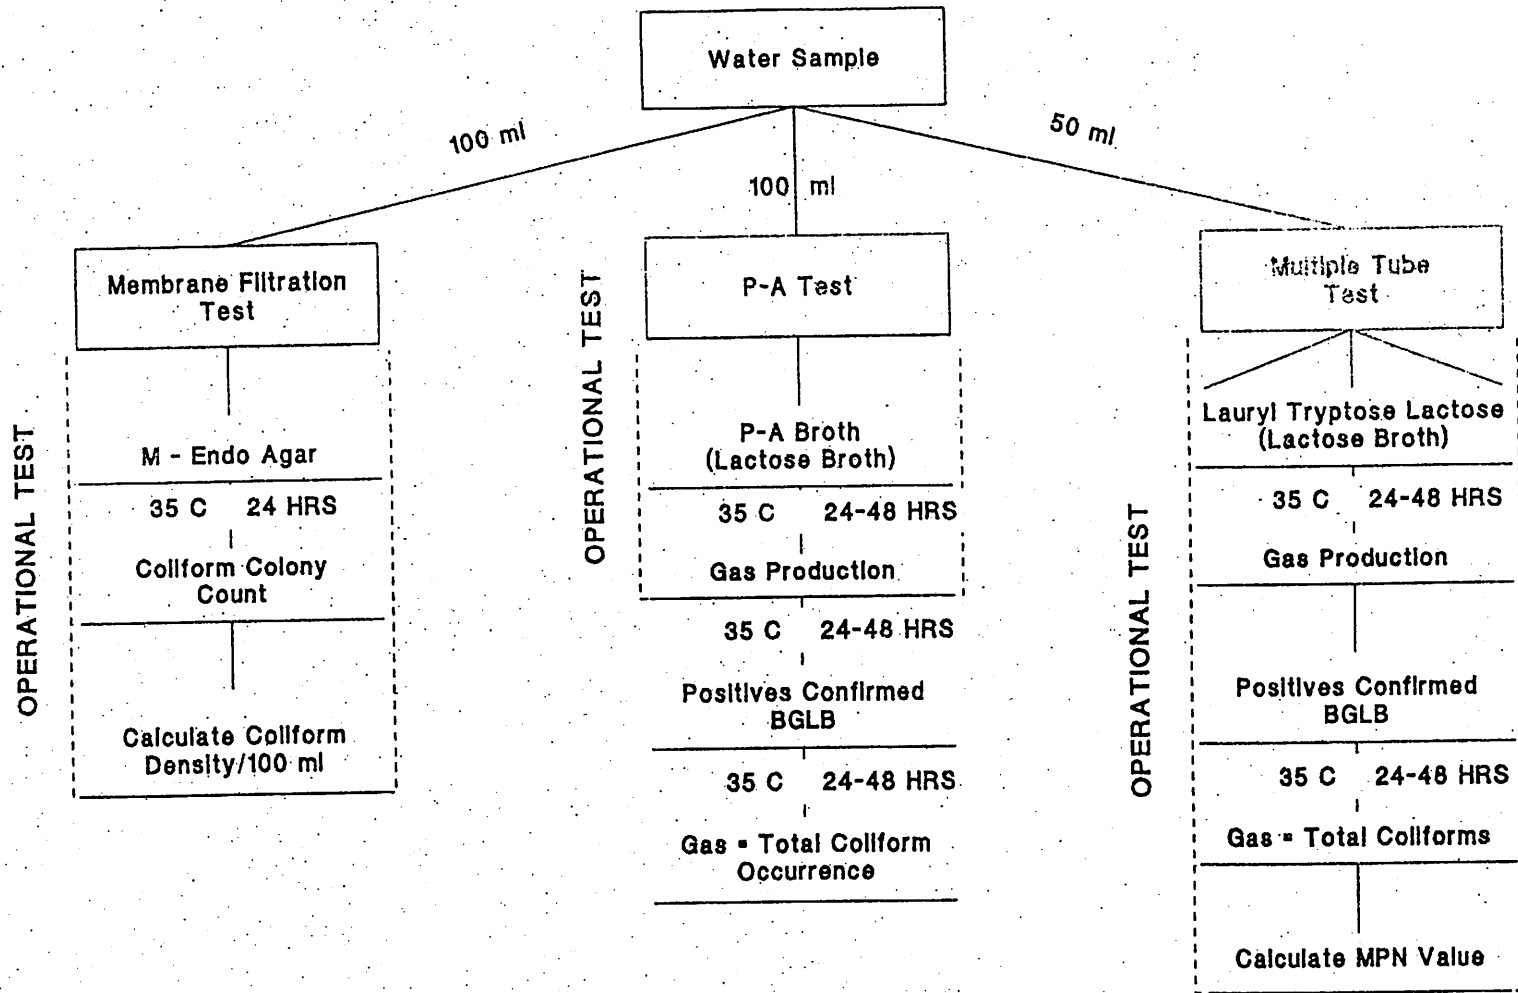 Water Sample
100 ml
100 ml
50 ml
OPERATIONAL TEST
Membrane Filtration
Test
M - Endo Agar
35 C 24 HRS
Coliform Colony
Count
Calculate Coliform
Density/100 ml
OPERATIONAL TEST
P-A Test
P-A Broth
(Lactose Broth)
35 C 24-48 HRS
Gas Production
35 C 24-48 HRS
Positives Confirmed
BGLB
35 C 24-48 HRS
Gas = Total Coliform
Occurrence
OPERATIONAL TEST
Multiple Tube
Test
Lauryl Tryptose Lactose
(Lactose Broth)
35 C 24-48 HRS
Gas Production
Positives Confirmed
BGLB
35 C 24-48 HRS
Gas = Total Coliforms
Calculate MPN Value